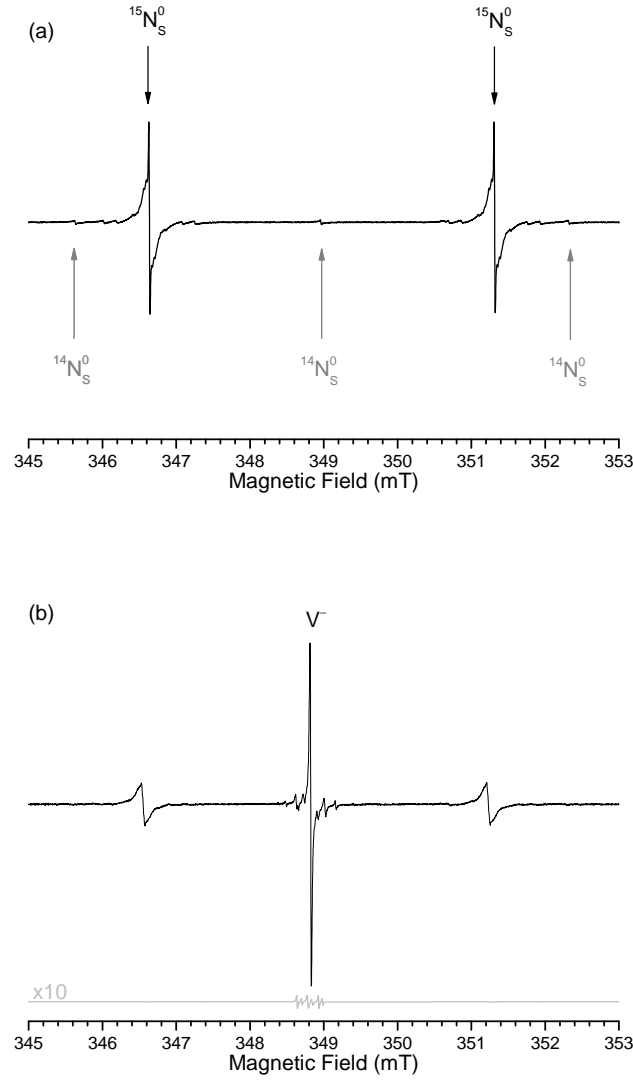 (a)
¹⁵N⁰S ¹⁵N⁰S
¹⁴N⁰S ¹⁴N⁰S ¹⁴N⁰S
345 346 347 348 349 350 351 352 353
Magnetic Field (mT)
(b)
V⁻
x10
345 346 347 348 349 350 351 352 353
Magnetic Field (mT)